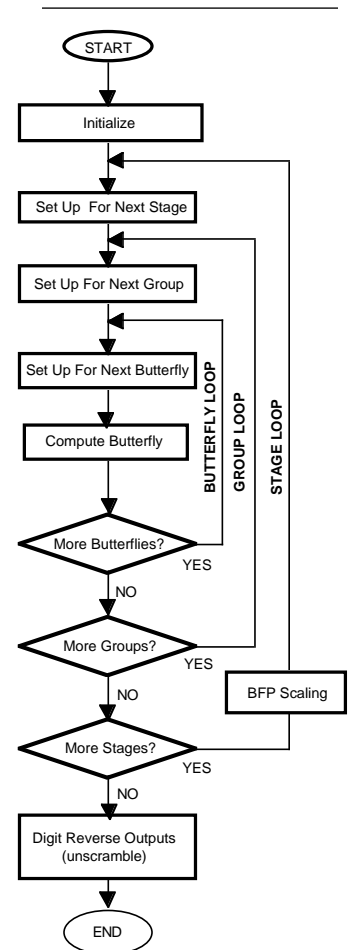 START
Initialize
Set Up For Next Stage
Set Up For Next Group
Set Up For Next Butterfly
Compute Butterfly
BUTTERFLY LOOP
GROUP LOOP
STAGE LOOP
More Butterflies?
YES
NO
More Groups?
YES
NO
BFP Scaling
More Stages?
YES
NO
Digit Reverse Outputs
(unscramble)
END